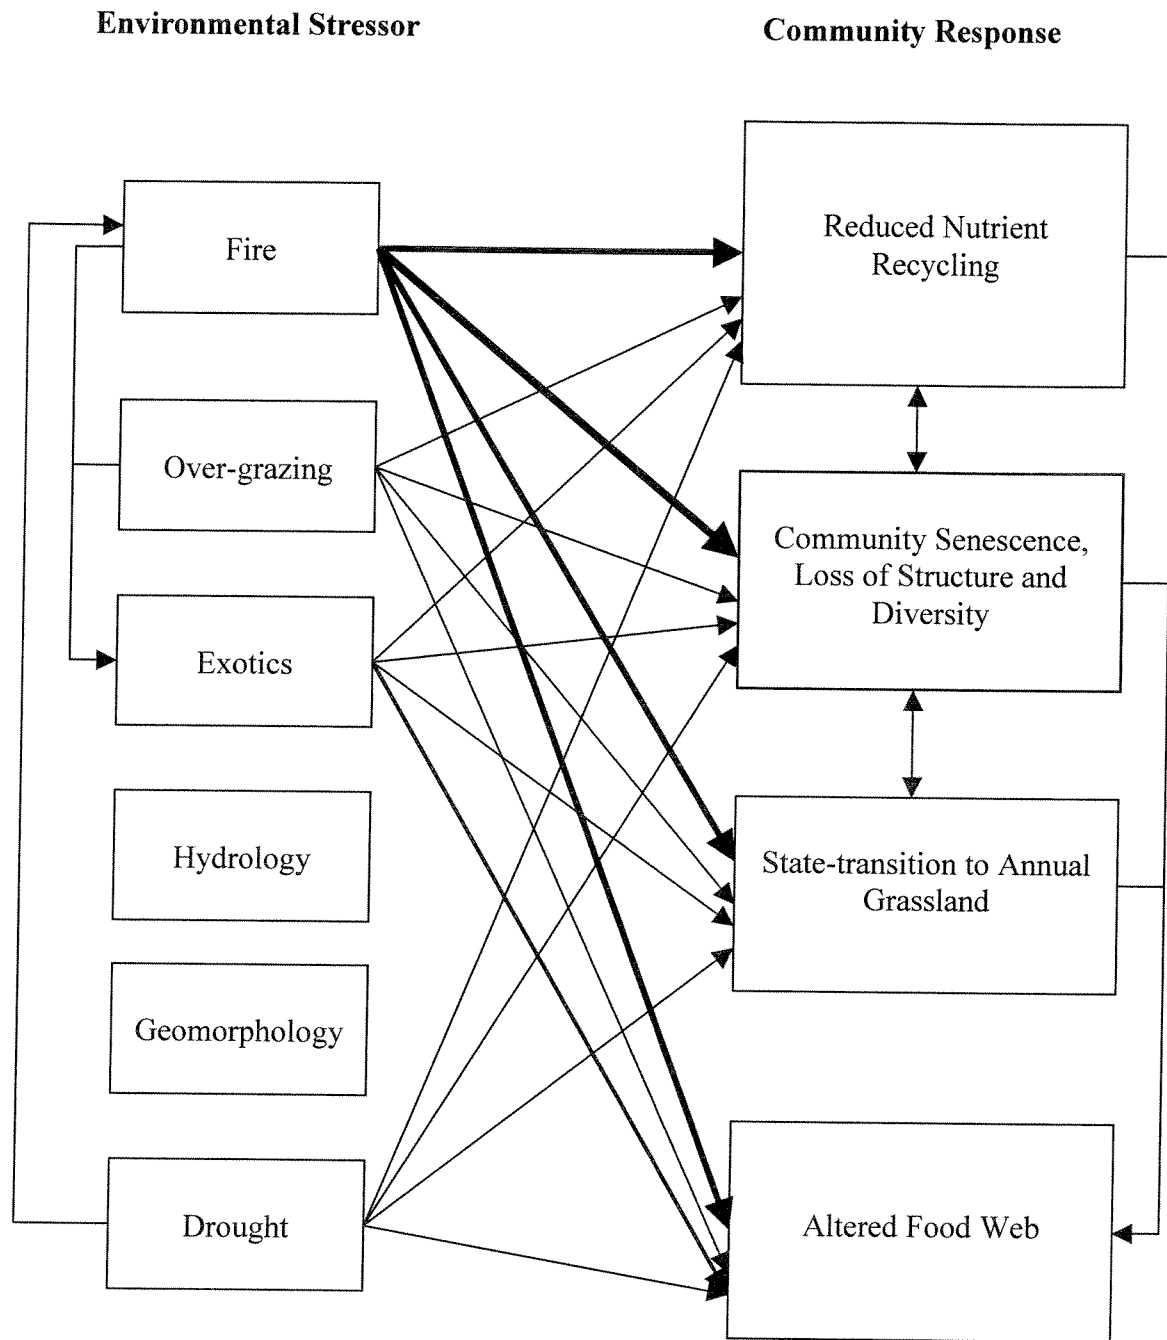 Environmental Stressor
Community Response
Fire
Over-grazing
Exotics
Hydrology
Geomorphology
Drought
Reduced Nutrient
Recycling
Community Senescence,
Loss of Structure and
Diversity
State-transition to Annual
Grassland
Altered Food Web